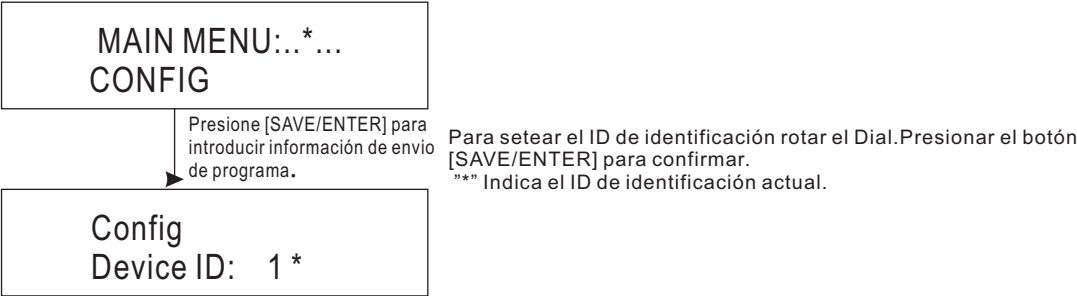 MAIN MENU:..*...
CONFIG
Presione [SAVE/ENTER] para
introducir información de envio
de programa.
Para setear el ID de identificación rotar el Dial.Presionar el botón
[SAVE/ENTER] para confirmar.
"*" Indica el ID de identificación actual.
Config
Device ID: 1 *